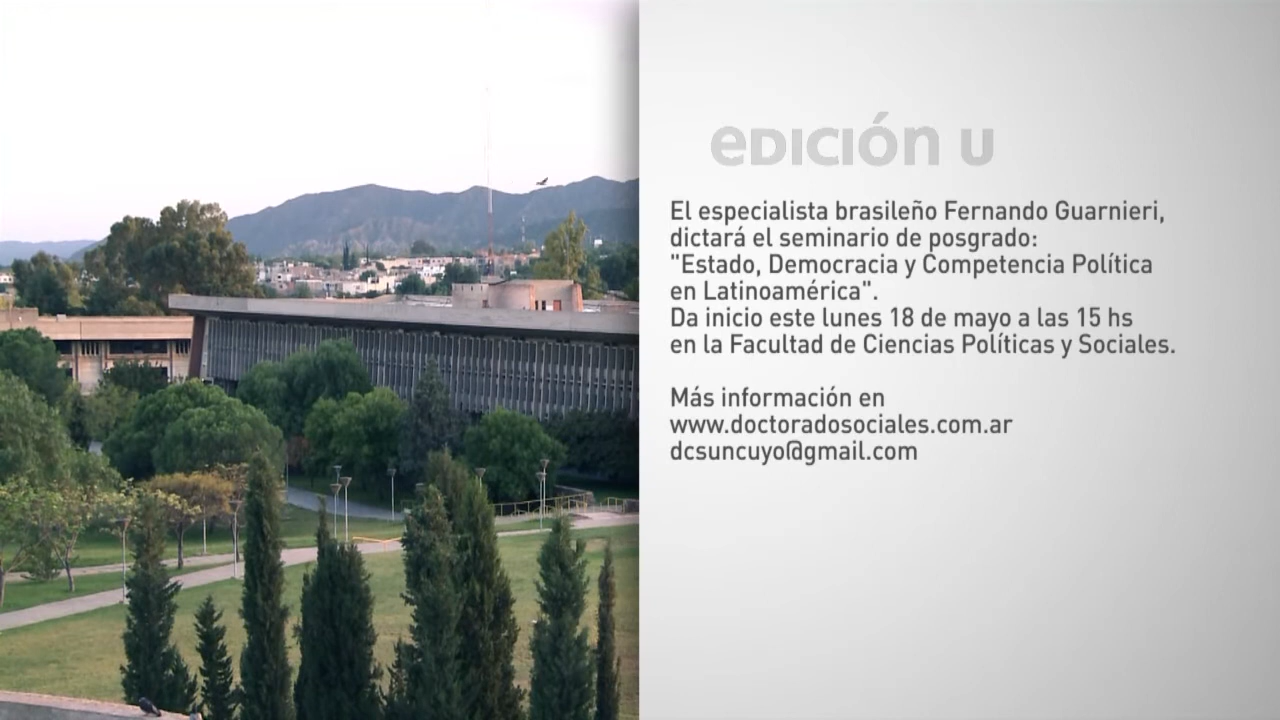 eDICIÓn U
El especialista brasileño Fernando Guarnieri,
dictará el seminario de posgrado:
"Estado, Democracia y Competencia Política
en Latinoamérica".
Da inicio este lunes 18 de mayo a las 15 hs
en la Facultad de Ciencias Políticas y Sociales.
Más información en
www.doctoradosociales.com.ar
dcsuncuyo@gmail.com